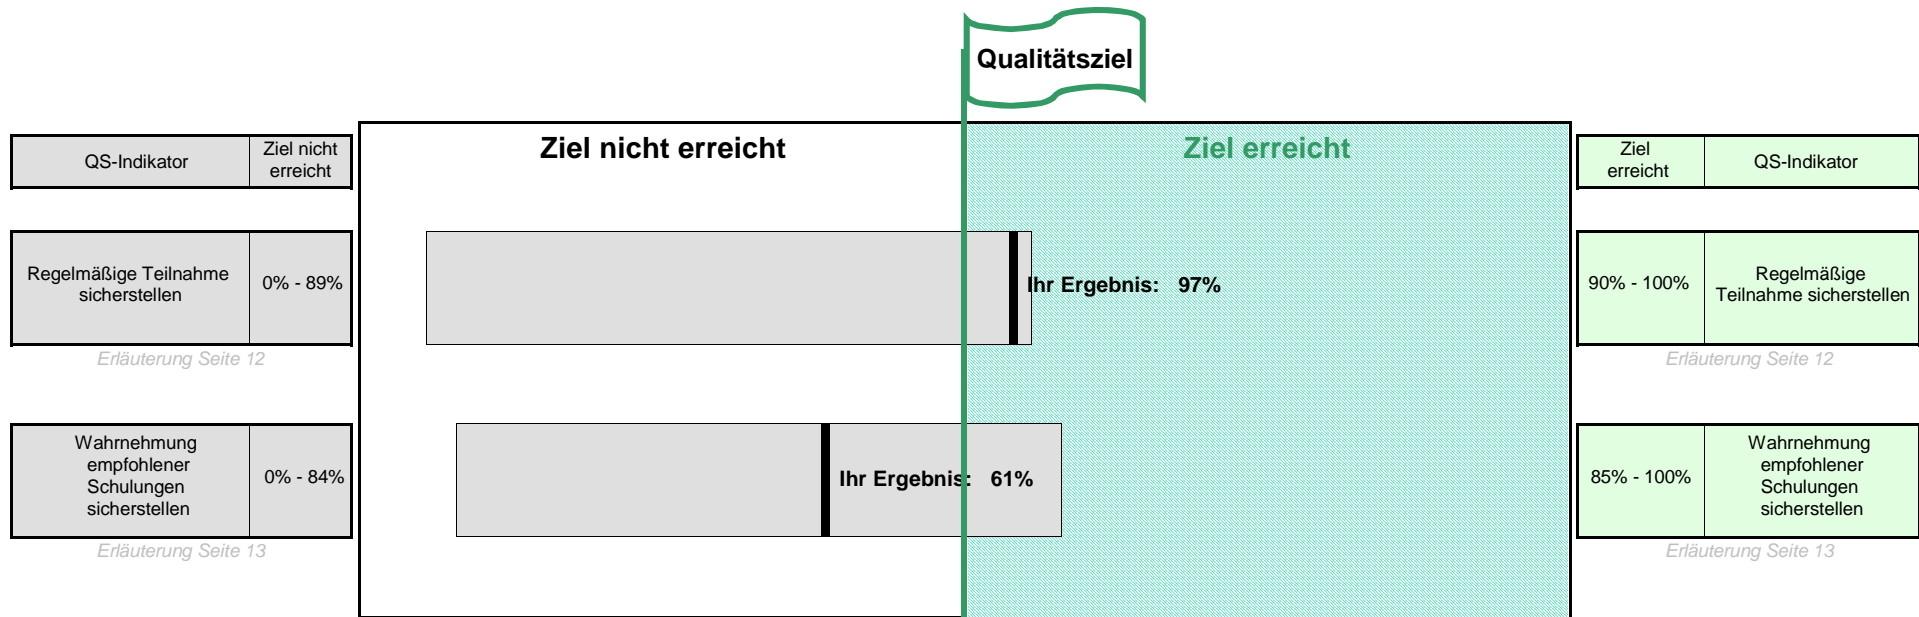 Qualitätsziel
Ziel nicht erreicht
Ziel erreicht
QS-Indikator
Ziel nicht
erreicht
Ziel
erreicht
QS-Indikator
Regelmäßige Teilnahme
sicherstellen
0% - 89%
Ihr Ergebnis: 97%
90% - 100%
Regelmäßige
Teilnahme sicherstellen
Erläuterung Seite 12
Erläuterung Seite 12
Wahrnehmung
empfohlener
Schulungen
sicherstellen
0% - 84%
Ihr Ergebnis: 61%
85% - 100%
Wahrnehmung
empfohlener
Schulungen
sicherstellen
Erläuterung Seite 13
Erläuterung Seite 13